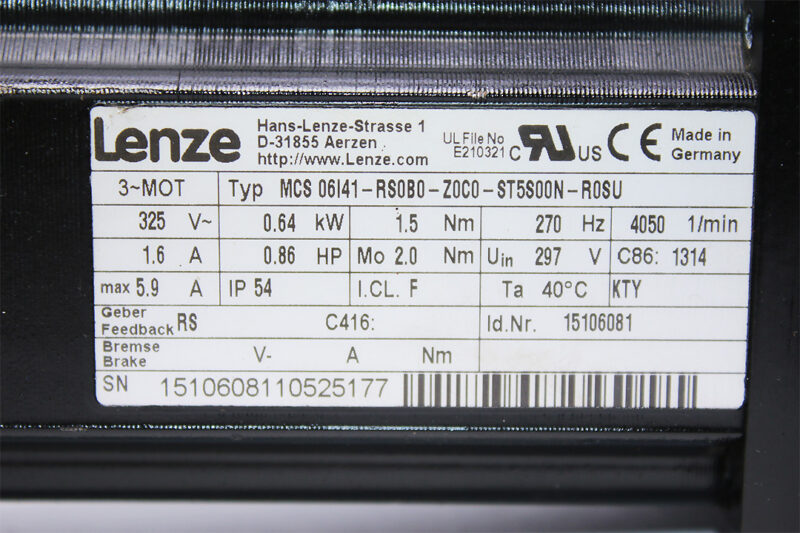 Lenze
Hans-Lenze-Strasse 1
D-31855 Aerzen
http://www.Lenze.com
UL File No
E210321
C RU US
CE
Made in
Germany
3~MOT Typ MCS 06I41-RS0B0-Z0C0-ST5S00N-R0SU
325 V~ 0.64 kW 1.5 Nm 270 Hz 4050 1/min
1.6 A 0.86 HP Mo 2.0 Nm Uin 297 V C86: 1314
max 5.9 A IP 54 I.CL. F Ta 40°C KTY
Geber
Feedback RS C416: Id.Nr. 15106081
Bremse
Brake V- A Nm
SN 1510608110525177